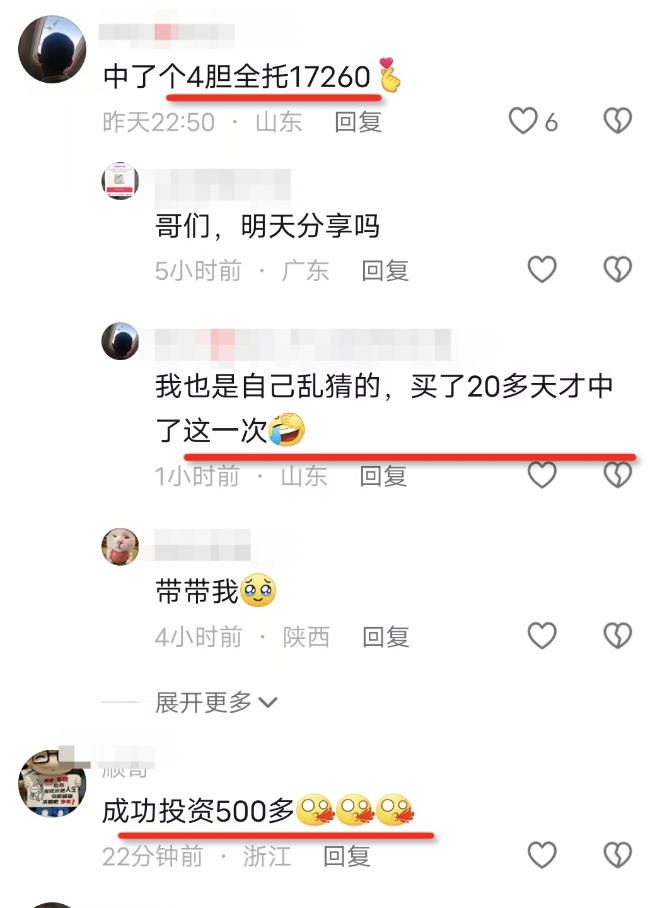 中了个4胆全托17260
昨天22:50 · 山东 回复
6
哥们，明天分享吗
5小时前 · 广东 回复
我也是自己乱猜的，买了20多天才中
了这一次
1小时前 · 山东 回复
带带我
4小时前 · 陕西 回复
展开更多
顺哥
成功投资500多
22分钟前 · 浙江 回复